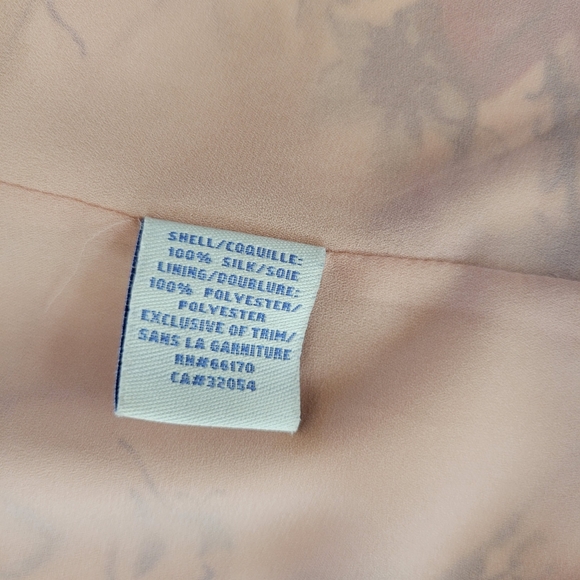 SHELL/COQUILLE:
100% SILK/SOIE
LINING/DOUBLURE:
100% POLYESTER/
POLYESTER
EXCLUSIVE OF TRIM/
SANS LA GARNITURE
RN#66170
CA#32054